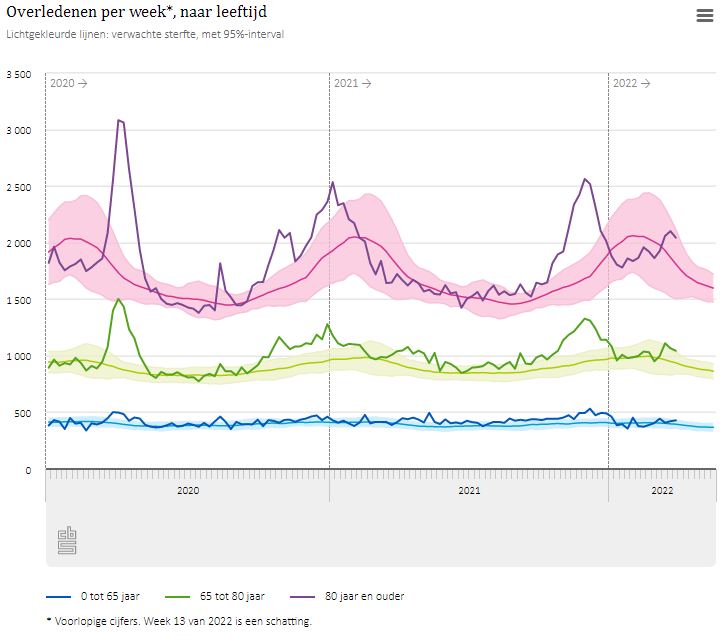 Overledenen per week*, naar leeftijd
Lichtgekleurde lijnen: verwachte sterfte, met 95%-interval
3 500
2020 →
2021 →
2022 →
3 000
2 500
2 000
1 500
1 000
500
0
2020
2021
2022
cbs
0 tot 65 jaar
65 tot 80 jaar
80 jaar en ouder
* Voorlopige cijfers. Week 13 van 2022 is een schatting.